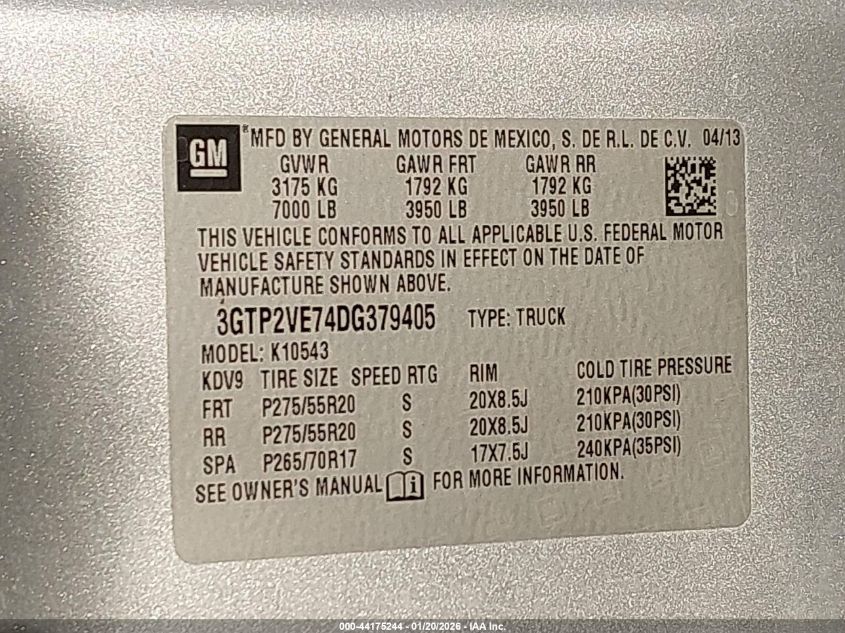 GM ® MFD BY GENERAL MOTORS DE MEXICO, S. DE R.L. DE C.V. 04/13
GVWR GAWR FRT GAWR RR
3175 KG 1792 KG 1792 KG
7000 LB 3950 LB 3950 LB
THIS VEHICLE CONFORMS TO ALL APPLICABLE U.S. FEDERAL MOTOR
VEHICLE SAFETY STANDARDS IN EFFECT ON THE DATE OF
MANUFACTURE SHOWN ABOVE.
3GTP2VE74DG379405 TYPE: TRUCK
MODEL: K10543
KDV9 TIRE SIZE SPEED RTG RIM COLD TIRE PRESSURE
FRT P275/55R20 S 20X8.5J 210KPA(30PSI)
RR P275/55R20 S 20X8.5J 210KPA(30PSI)
SPA P265/70R17 S 17X7.5J 240KPA(35PSI)
SEE OWNER'S MANUAL i FOR MORE INFORMATION.
000-44175244 - 01/20/2026 - IAA Inc.